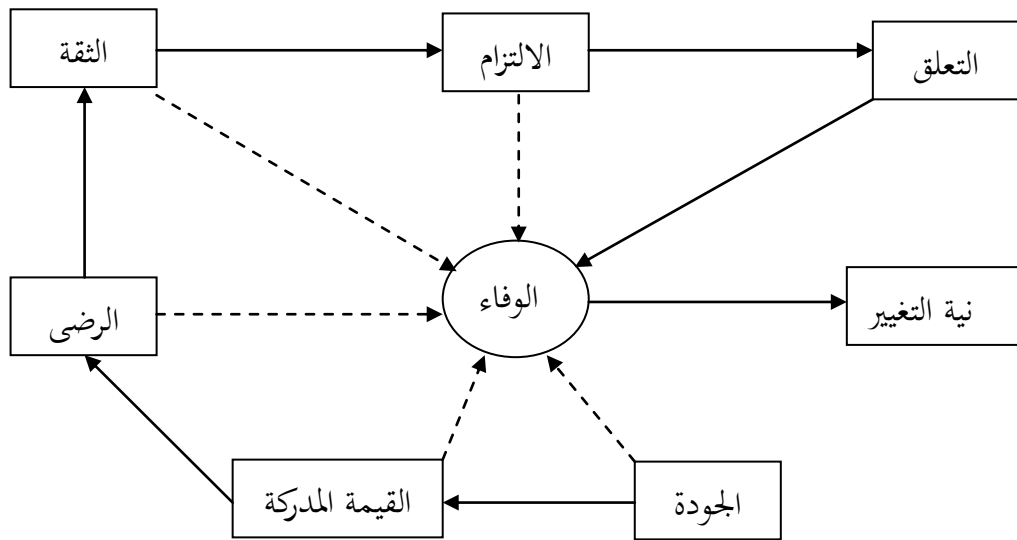 الثقة
الالتزام
التعلق
الوفاء
الرضى
نية التغيير
القيمة المدركة
الجودة